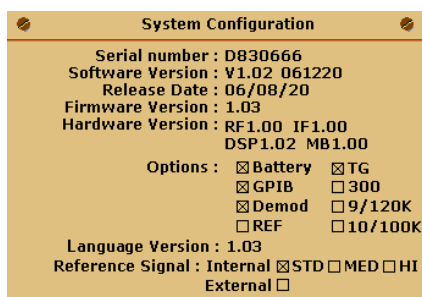 System Configuration
Serial number : D830666
Software Version : V1.02 061220
Release Date : 06/08/20
Firmware Version : 1.03
Hardware Version : RF1.00 IF1.00
DSP1.02 MB1.00
Options : ☒ Battery ☒ TG
☒ GPIB ☐ 300
☒ Demod ☐ 9/120K
☐ REF ☐ 10/100K
Language Version : 1.03
Reference Signal : Internal ☒ STD ☐ MED ☐ HI
External ☐